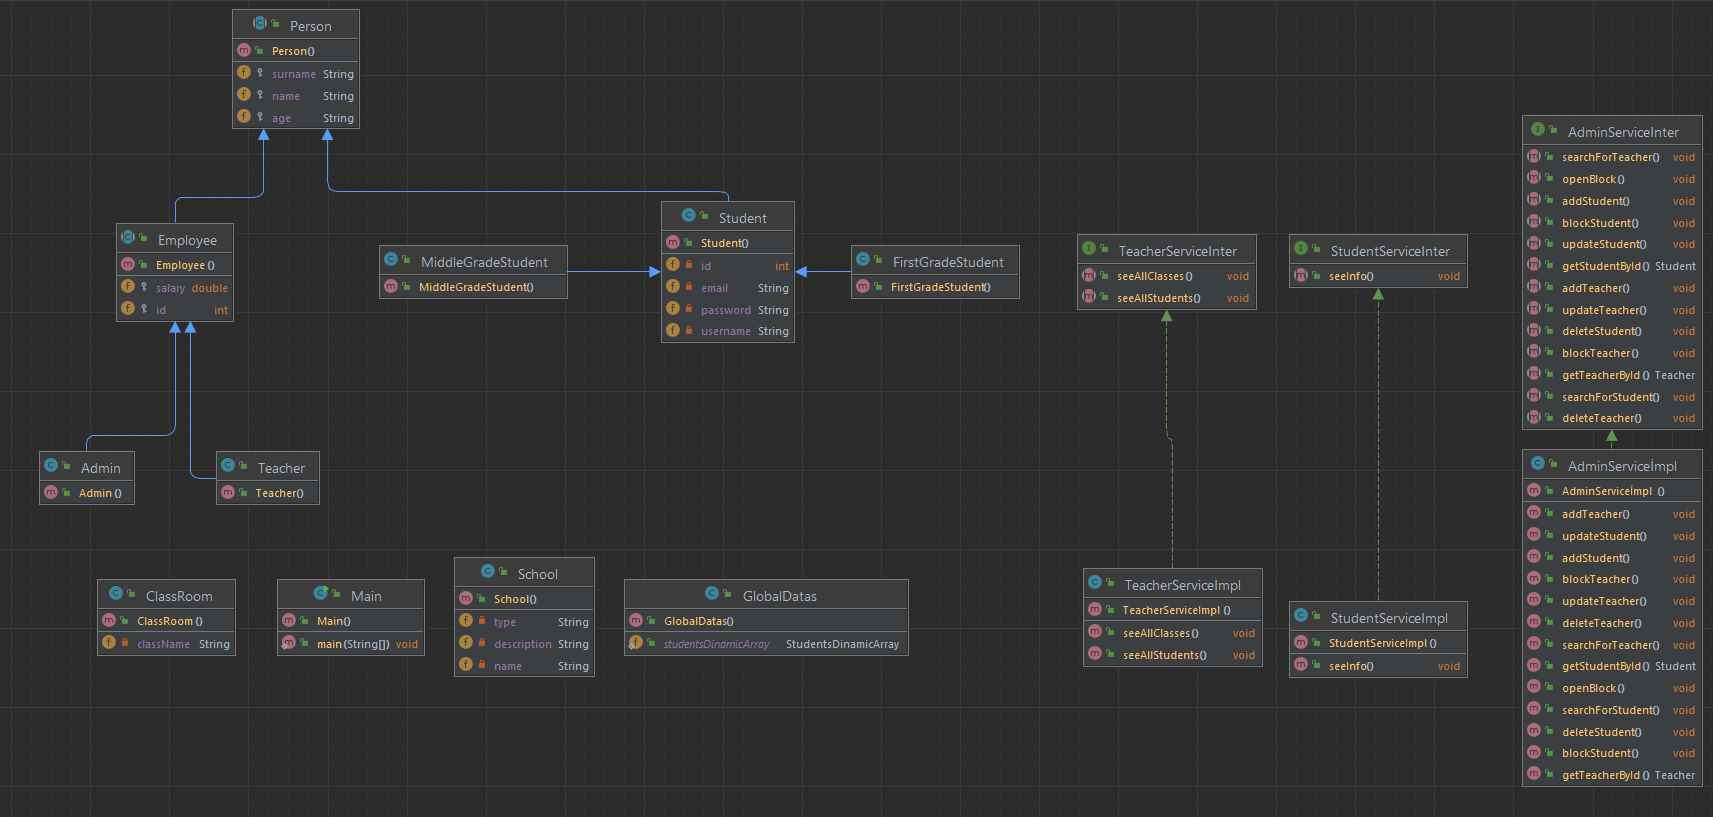 Person
Person()
surname String
name String
age String
Employee
Employee()
salary double
id int
MiddleGradeStudent
MiddleGradeStudent()
Student
Student()
id int
email String
password String
username String
FirstGradeStudent
FirstGradeStudent()
TeacherServiceInter
seeAllClasses() void
seeAllStudents() void
StudentServiceInter
seeInfo() void
AdminServiceInter
searchForTeacher() void
openBlock() void
addStudent() void
blockStudent() void
updateStudent() void
getStudentById() Student
addTeacher() void
updateTeacher() void
deleteStudent() void
blockTeacher() void
getTeacherById() Teacher
searchForStudent() void
deleteTeacher() void
Admin
Admin()
Teacher
Teacher()
ClassRoom
ClassRoom()
className String
Main
Main()
main(String[]) void
School
School()
type String
description String
name String
GlobalDatas
GlobalDatas()
studentsDinamicArray StudentsDinamicArray
TeacherServiceImpl
TeacherServiceImpl()
seeAllClasses() void
seeAllStudents() void
StudentServiceImpl
StudentServiceImpl()
seeInfo() void
AdminServiceİmpl
AdminServiceİmpl()
addTeacher() void
updateStudent() void
addStudent() void
blockTeacher() void
updateTeacher() void
deleteTeacher() void
searchForTeacher() void
getStudentById() Student
openBlock() void
searchForStudent() void
deleteStudent() void
blockStudent() void
getTeacherById() Teacher